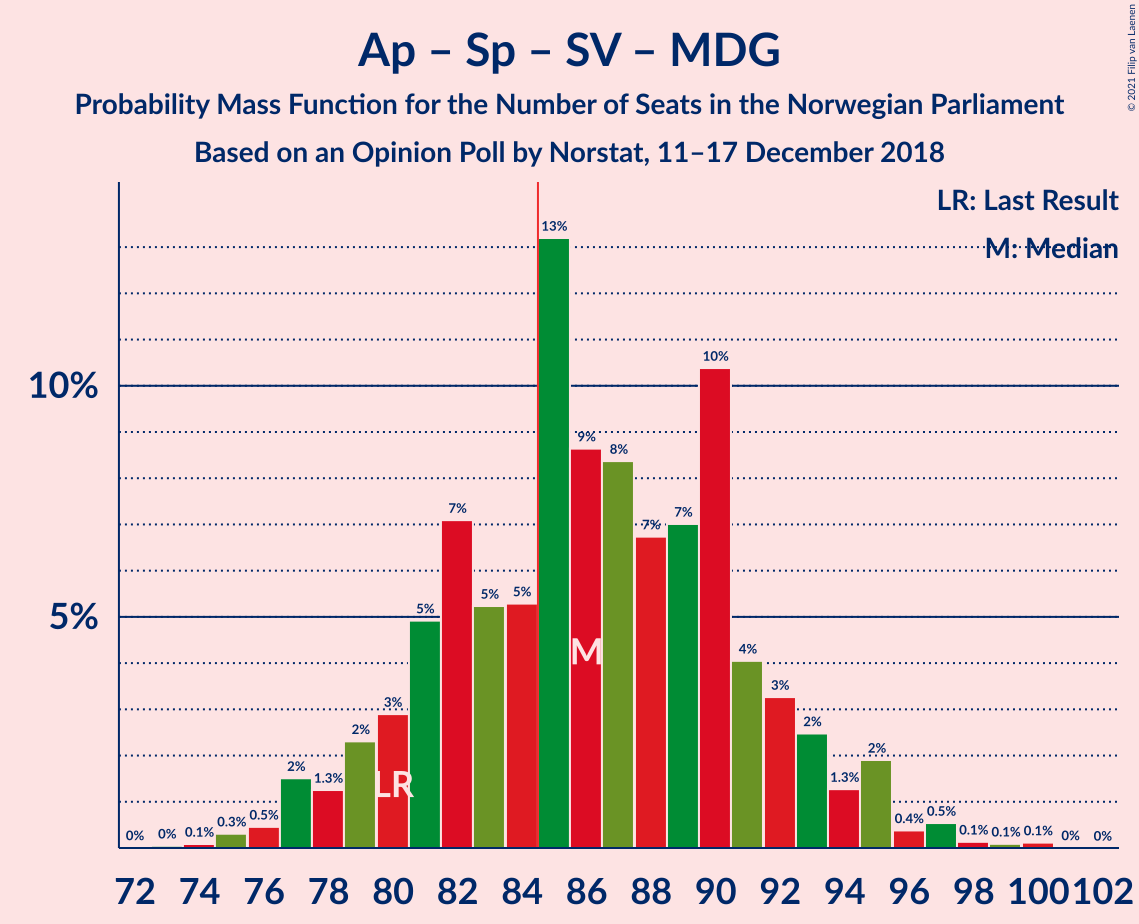 Ap – Sp – SV – MDG
Probability Mass Function for the Number of Seats in the Norwegian Parliament
Based on an Opinion Poll by Norstat, 11–17 December 2018
© 2021 Filip van Laenen
LR: Last Result
M: Median
10%
5%
0% 0% 0.1% 0.3% 0.5% 2% 1.3% 2% 3% 5% 7% 5% 5% 13% 9% 8% 7% 7% 10% 4% 3% 2% 1.3% 2% 0.4% 0.5% 0.1% 0.1% 0.1% 0% 0%
M
LR
72 74 76 78 80 82 84 86 88 90 92 94 96 98 100 102